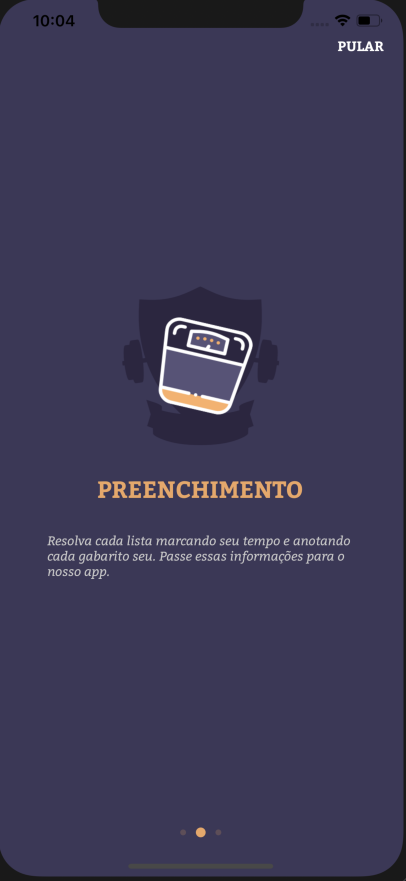 10:04
PULAR
PREENCHIMENTO
Resolva cada lista marcando seu tempo e anotando
cada gabarito seu. Passe essas informações para o
nosso app.